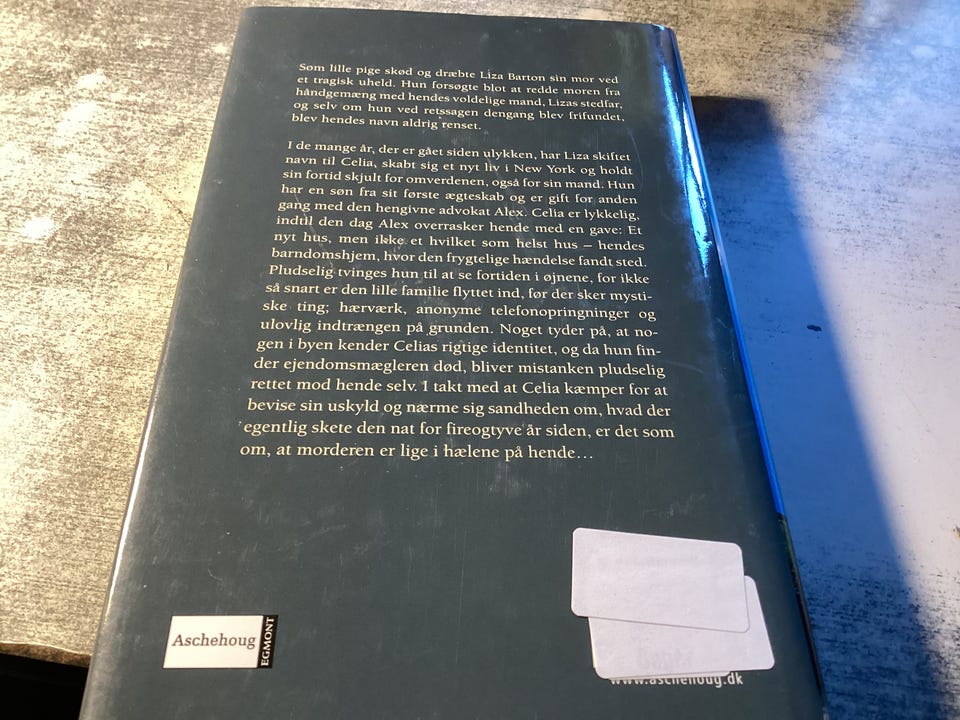 Som lille pige skød og dræbte Liza Barton sin mor ved
et tragisk uheld. Hun forsøgte blot at redde moren fra
håndgemæng med hendes voldelige mand, Lizas stedfar,
og selv om hun ved retssagen dengang blev frifundet,
blev hendes navn aldrig renset.
I de mange år, der er gået siden ulykken, har Liza skiftet
navn til Celia, skabt sig et nyt liv i New York og holdt
sin fortid skjult for omverdenen, også for sin mand. Hun
har en søn fra sit første ægteskab og er gift for anden
gang med den hengivne advokat Alex. Celia er lykkelig,
indtil den dag Alex overrasker hende med en gave: Et
nyt hus, men ikke et hvilket som helst hus – hendes
barndomshjem, hvor den frygtelige hændelse fandt sted.
Pludselig tvinges hun til at se fortiden i øjnene, for ikke
så snart er den lille familie flyttet ind, før der sker mysti-
ske ting; hærværk, anonyme telefonopringninger og
ulovlig indtrængen på grunden. Noget tyder på, at no-
gen i byen kender Celias rigtige identitet, og da hun fin-
der ejendomsmægleren død, bliver mistanken pludselig
rettet mod hende selv. I takt med at Celia kæmper for at
bevise sin uskyld og nærme sig sandheden om, hvad der
egentlig skete den nat for fireogtyve år siden, er det som
om, at morderen er lige i hælene på hende...
Aschehoug
EGMONT
www.aschehoug.dk